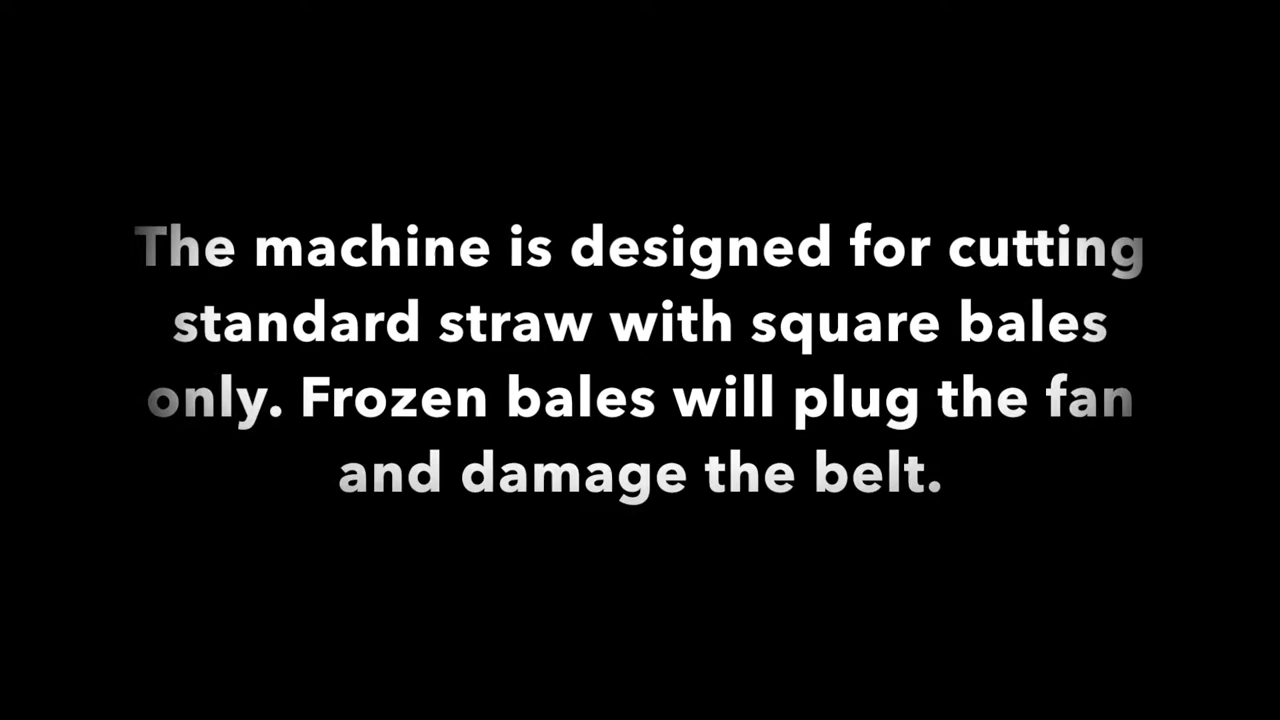 The machine is designed for cutting
standard straw with square bales
only. Frozen bales will plug the fan
and damage the belt.